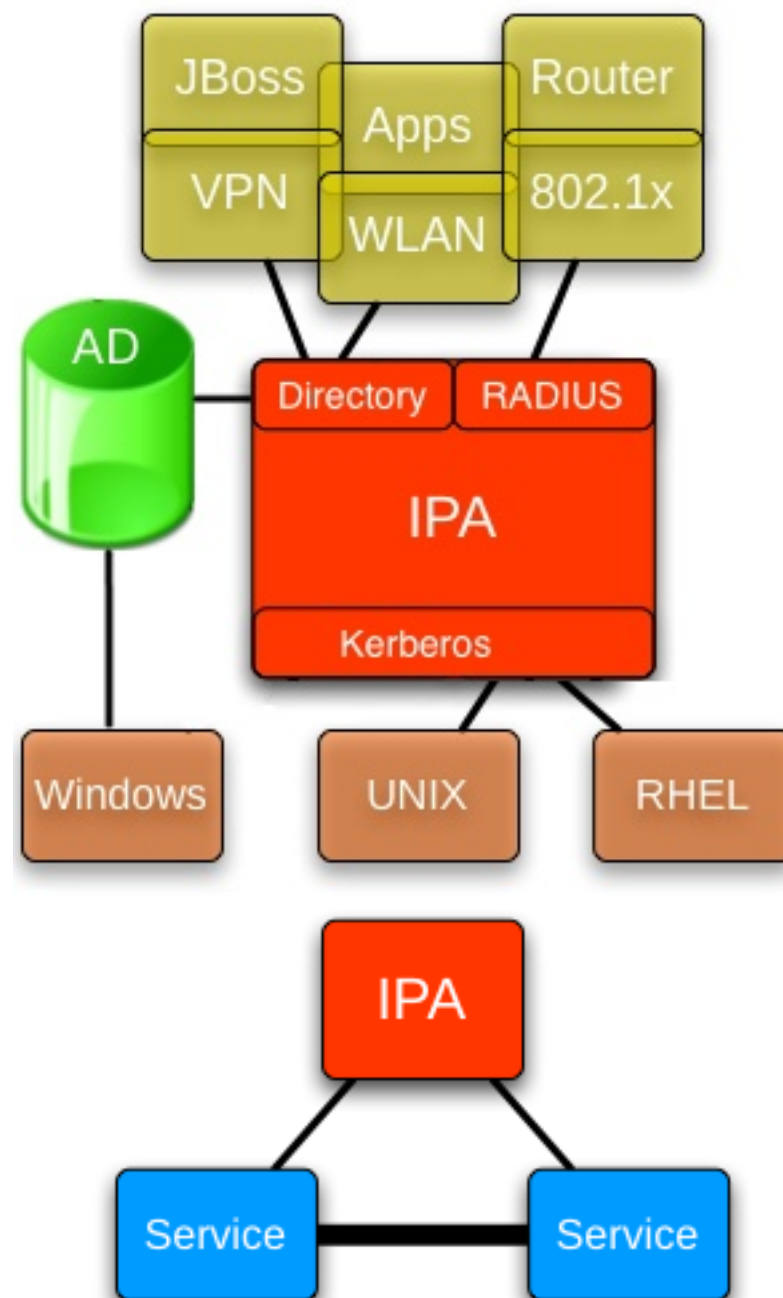 JBoss
Apps
Router
VPN
WLAN
802.1x
AD
Directory
RADIUS
IPA
Kerberos
Windows
UNIX
RHEL
IPA
Service
Service